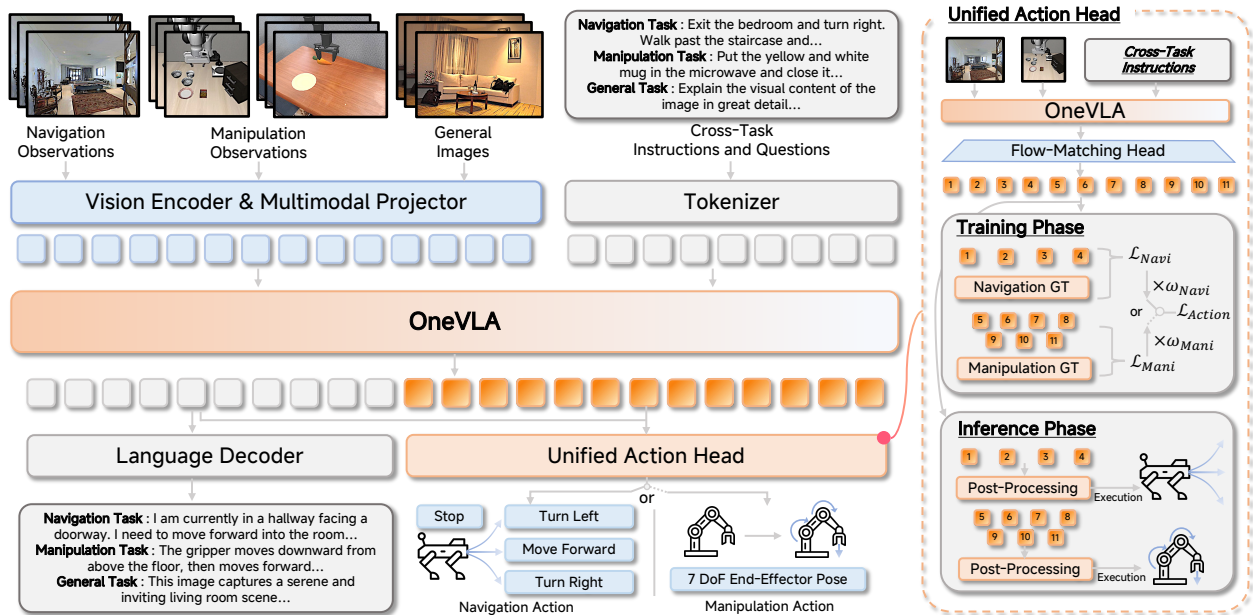 Navigation
Observations
Manipulation
Observations
General
Images
Navigation Task : Exit the bedroom and turn right.
Walk past the staircase and...
Manipulation Task : Put the yellow and white
mug in the microwave and close it...
General Task : Explain the visual content of the
image in great detail...
Cross-Task
Instructions and Questions
Vision Encoder & Multimodal Projector
Tokenizer
OneVLA
Language Decoder
Unified Action Head
Navigation Task : I am currently in a hallway facing a
doorway. I need to move forward into the room...
Manipulation Task : The gripper moves downward from
above the floor, then moves forward...
General Task : This image captures a serene and
inviting living room scene...
or
Stop
Turn Left
Move Forward
Turn Right
Navigation Action
7 DoF End-Effector Pose
Manipulation Action
Unified Action Head
Cross-Task
Instructions
OneVLA
Flow-Matching Head
1 2 3 4 5 6 7 8 9 10 11
Training Phase
1 2 3 4
Navigation GT
5 6 7 8
9 10 11
Manipulation GT
ℒNavi
×ωNavi
or ℒAction
×ωMani
ℒMani
Inference Phase
1 2 3 4
Post-Processing
Execution
5 6 7 8
9 10 11
Post-Processing
Execution